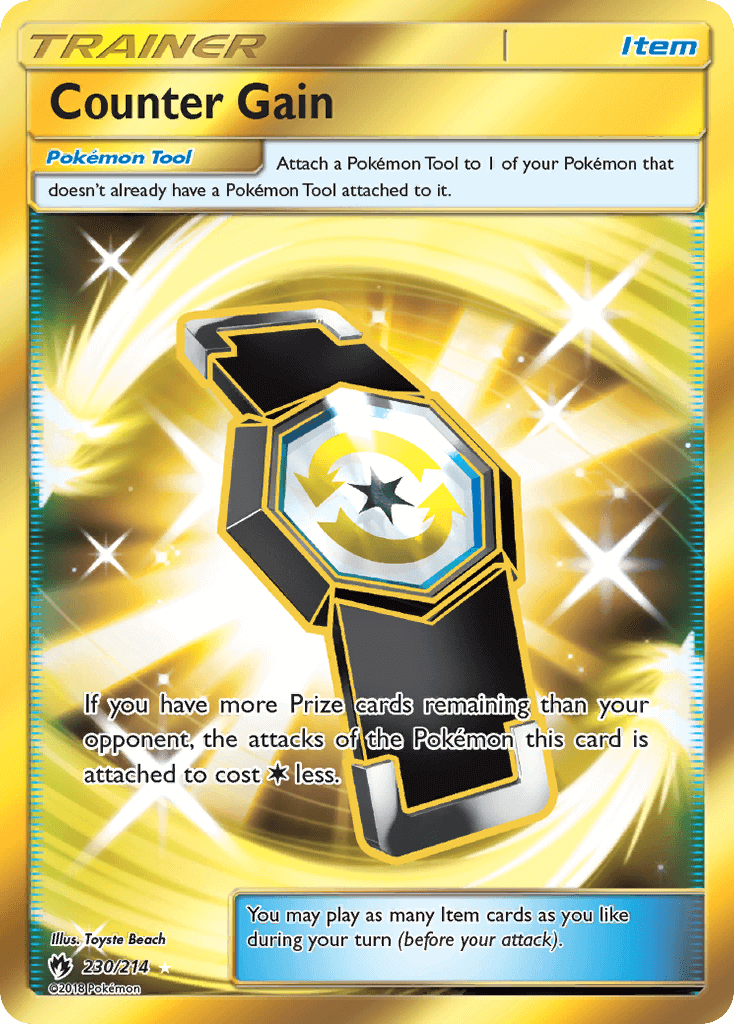 TRAINER Item
Counter Gain
Pokémon Tool Attach a Pokémon Tool to 1 of your Pokémon that
doesn't already have a Pokémon Tool attached to it.
If you have more Prize cards remaining than your
opponent, the attacks of the Pokémon this card is
attached to cost less.
You may play as many Item cards as you like
during your turn (before your attack).
Illus. Toyste Beach
230/214 ★
©2018 Pokémon